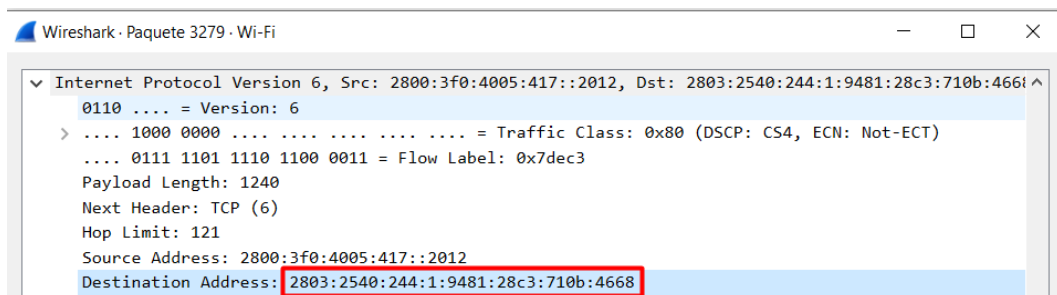 Wireshark · Paquete 3279 · Wi-Fi
Internet Protocol Version 6, Src: 2800:3f0:4005:417::2012, Dst: 2803:2540:244:1:9481:28c3:710b:4668
0110 .... = Version: 6
.... 1000 0000 .... .... .... .... .... = Traffic Class: 0x80 (DSCP: CS4, ECN: Not-ECT)
.... 0111 1101 1110 1100 0011 = Flow Label: 0x7dec3
Payload Length: 1240
Next Header: TCP (6)
Hop Limit: 121
Source Address: 2800:3f0:4005:417::2012
Destination Address: 2803:2540:244:1:9481:28c3:710b:4668